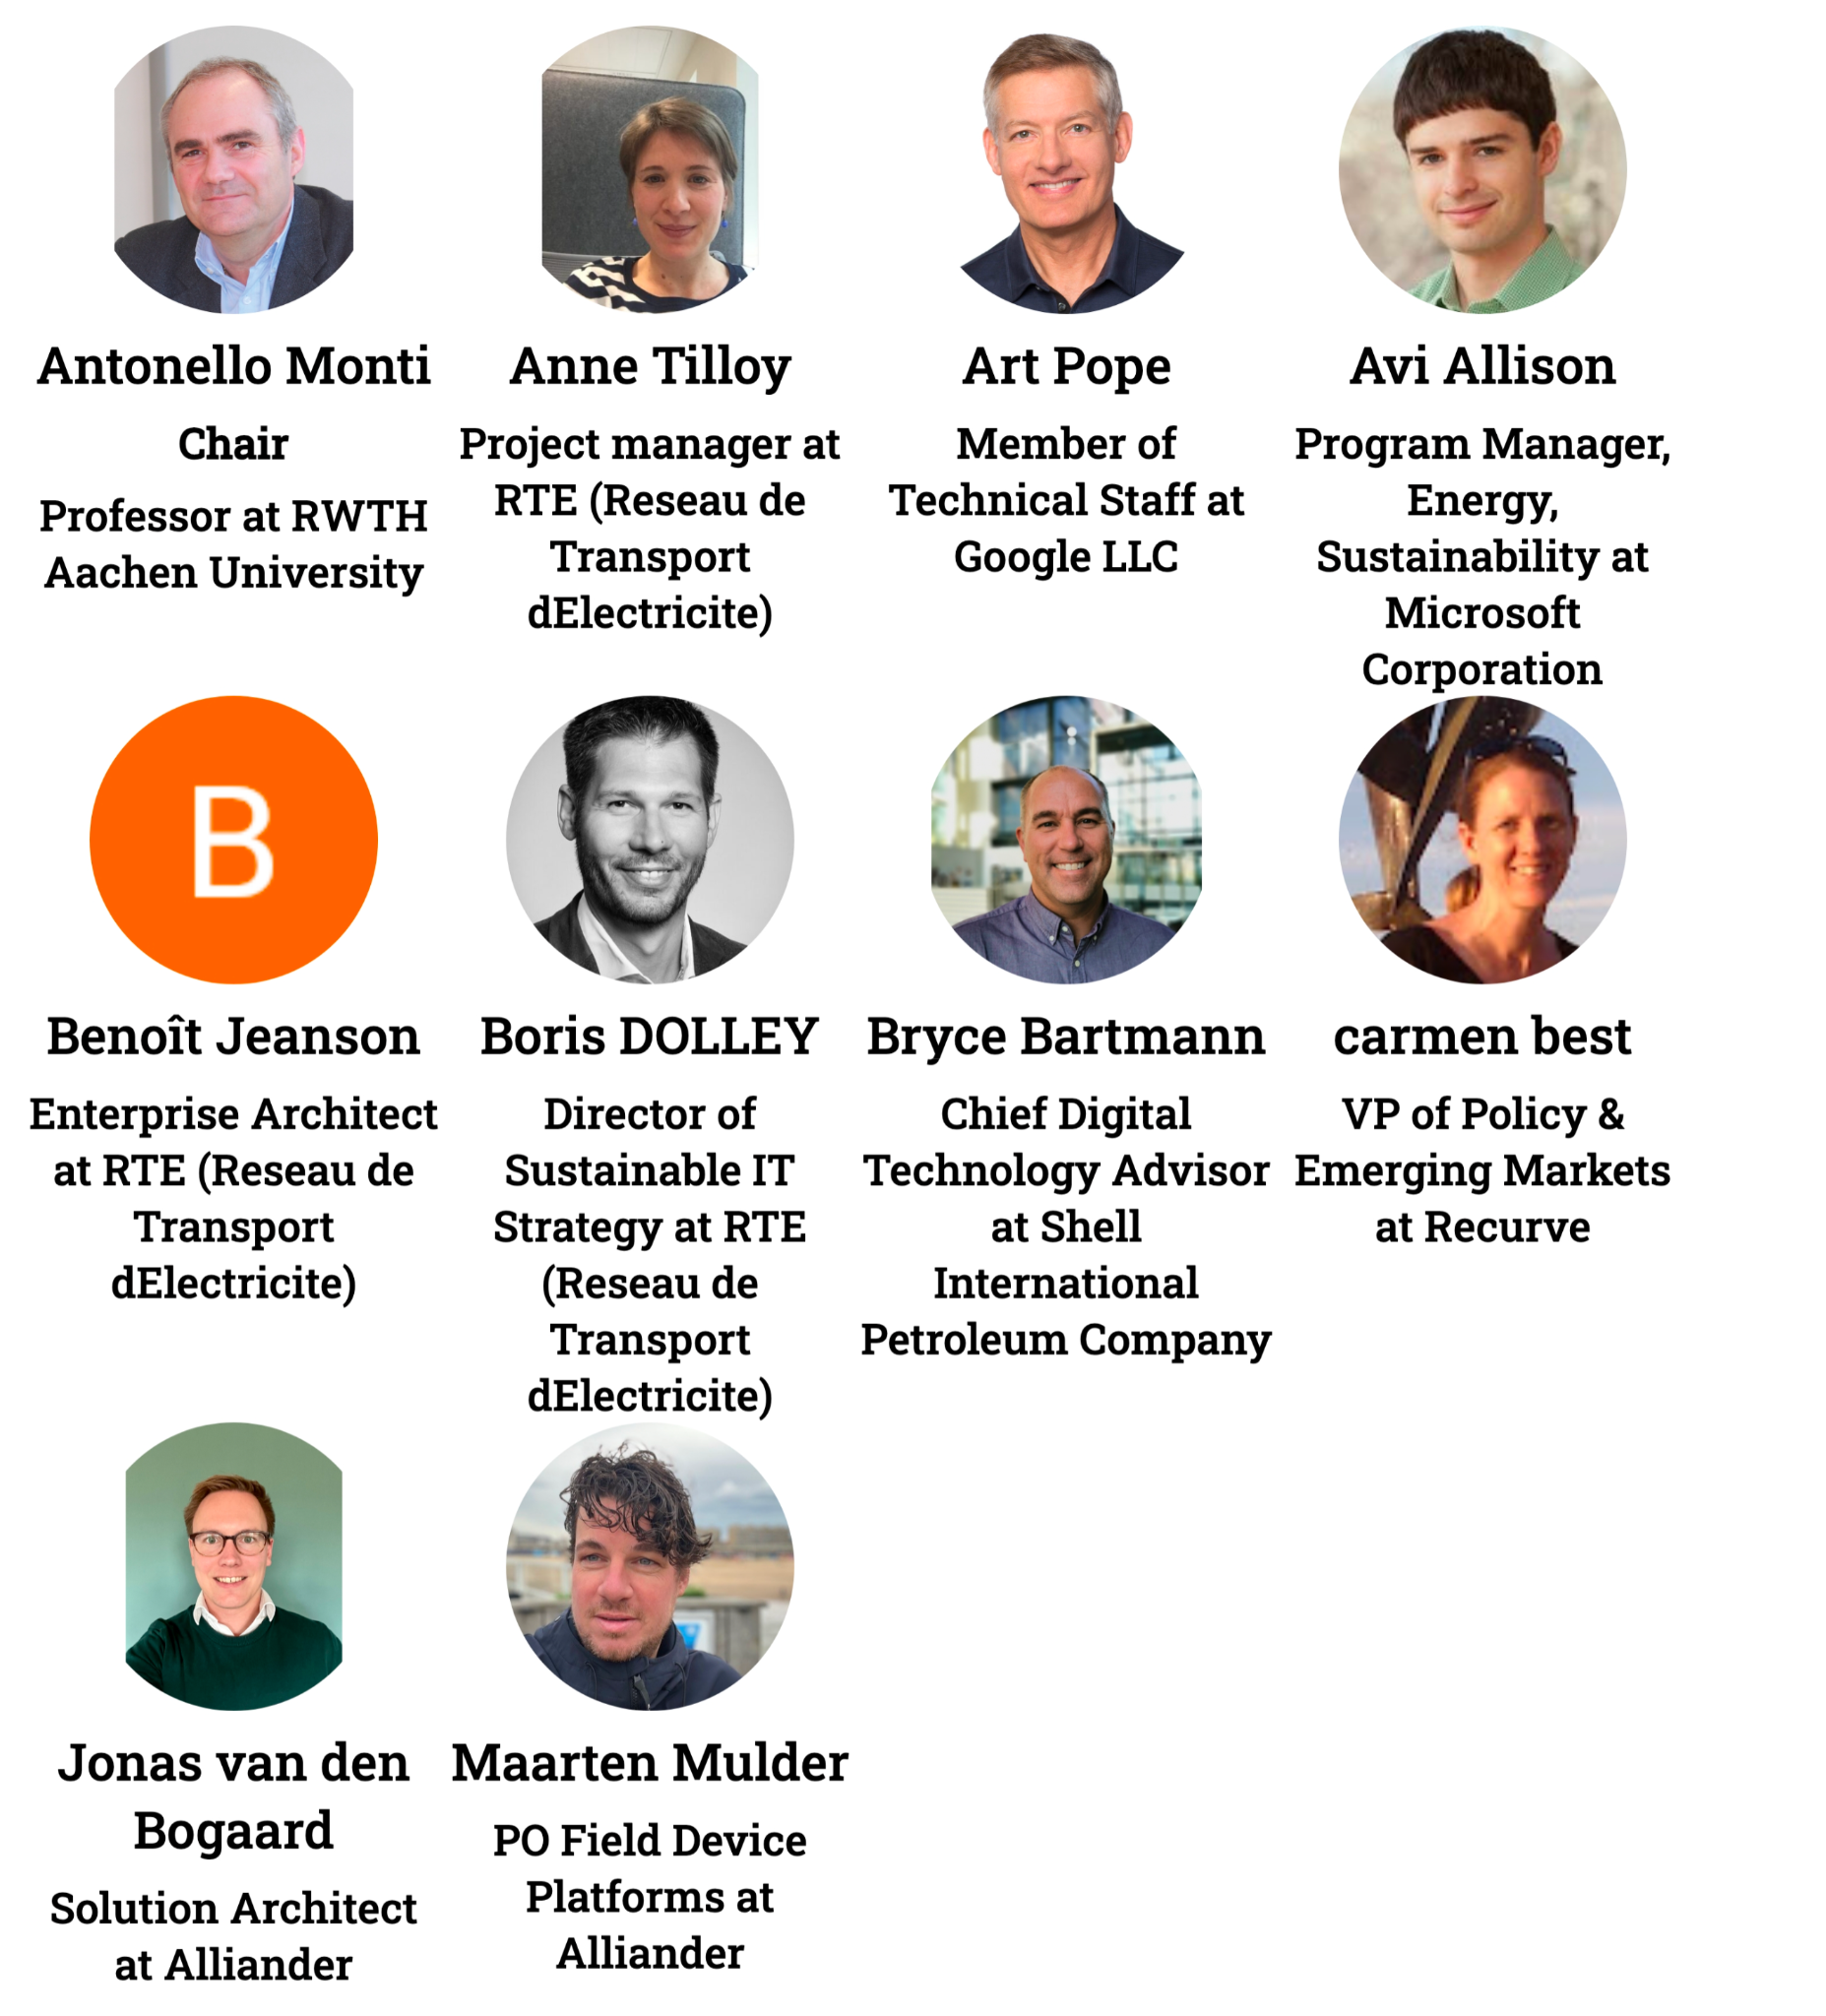 Antonello Monti
Chair
Professor at RWTH
Aachen University
Anne Tilloy
Project manager at
RTE (Reseau de
Transport
dElectricite)
Art Pope
Member of
Technical Staff at
Google LLC
Avi Allison
Program Manager,
Energy,
Sustainability at
Microsoft
Corporation
B
Benoît Jeanson
Enterprise Architect
at RTE (Reseau de
Transport
dElectricite)
Boris DOLLEY
Director of
Sustainable IT
Strategy at RTE
(Reseau de
Transport
dElectricite)
Bryce Bartmann
Chief Digital
Technology Advisor
at Shell
International
Petroleum Company
carmen best
VP of Policy &
Emerging Markets
at Recurve
Jonas van den
Bogaard
Solution Architect
at Alliander
Maarten Mulder
PO Field Device
Platforms at
Alliander